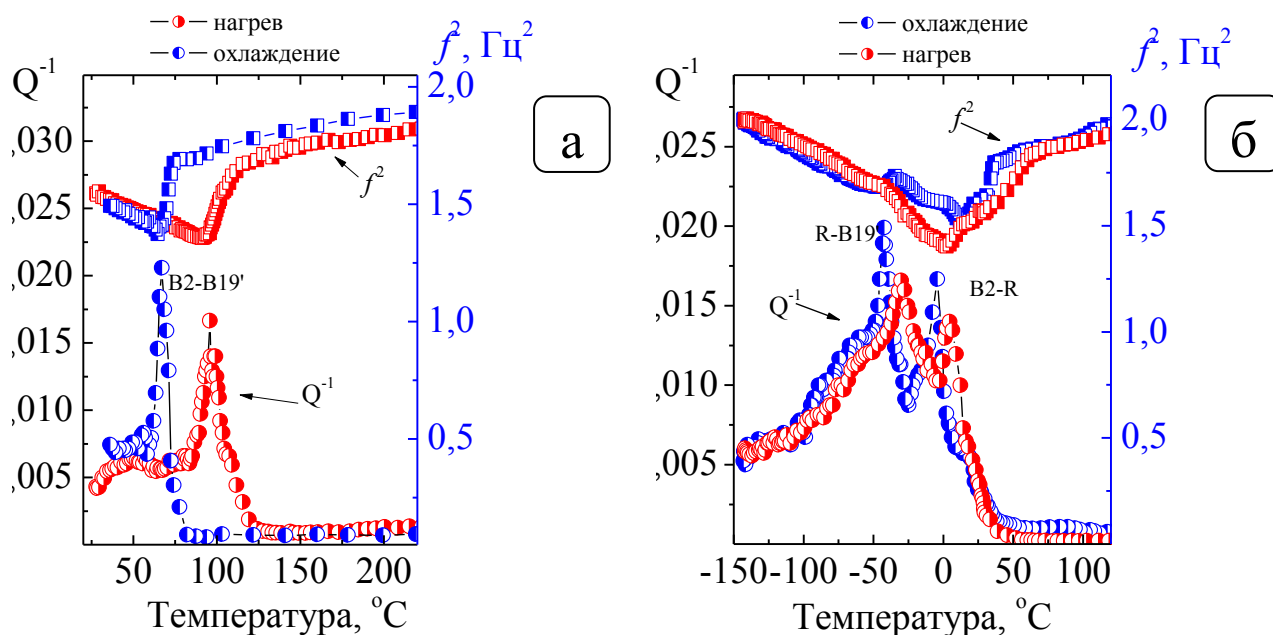 нагрев
охлаждение
Q⁻¹
f², Гц²
2,0
,030
а
f²
,025
1,5
,020
B2-B19'
1,0
,015
Q⁻¹
,010
0,5
,005
50 100 150 200
Температура, °C
охлаждение
нагрев
Q⁻¹
f², Гц²
2,0
f²
б
,025
,020
1,5
R-B19
B2-R
,015
Q⁻¹
1,0
,010
0,5
,005
-150 -100 -50 0 50 100
Температура, °C